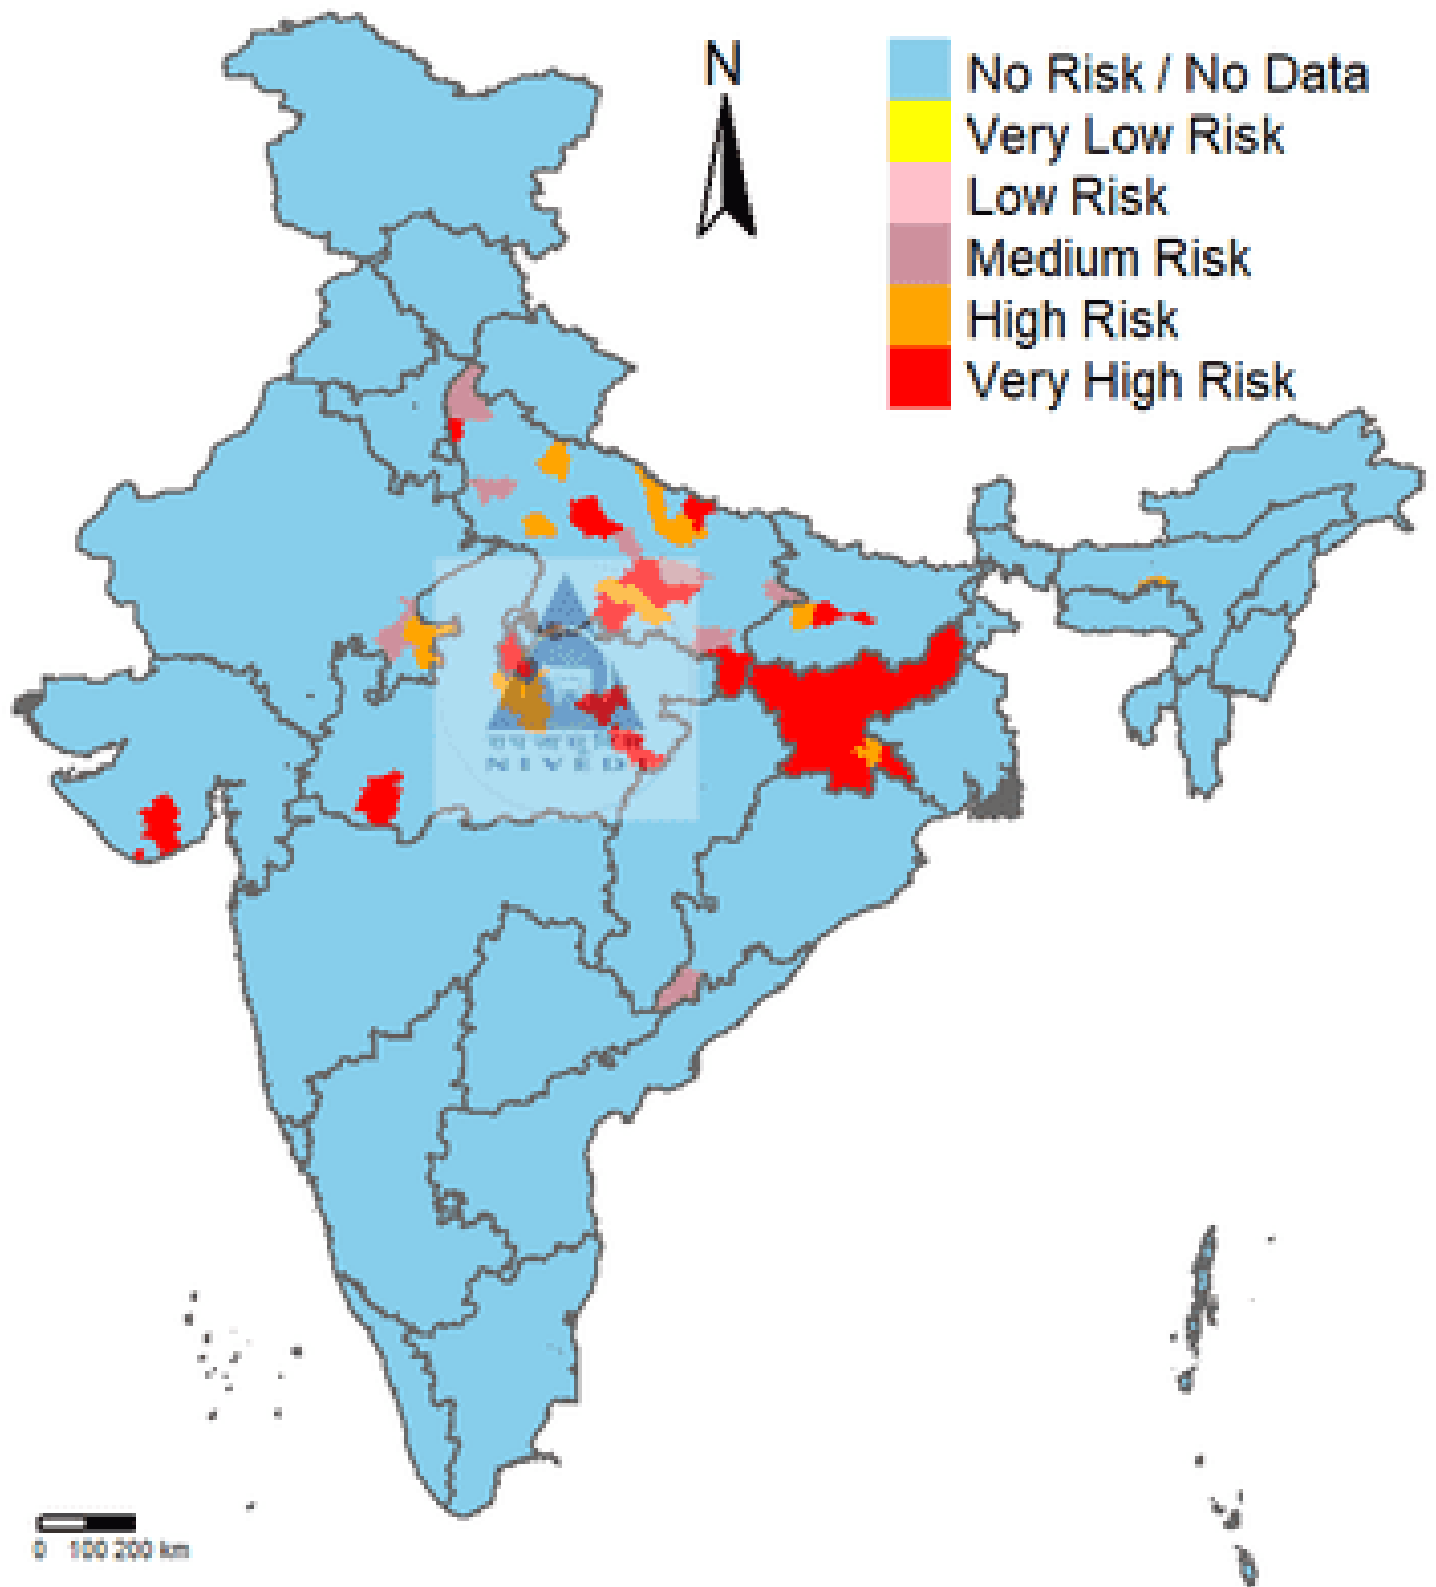 N
No Risk / No Data
Very Low Risk
Low Risk
Medium Risk
High Risk
Very High Risk
NIVEDI
0 100 200 km